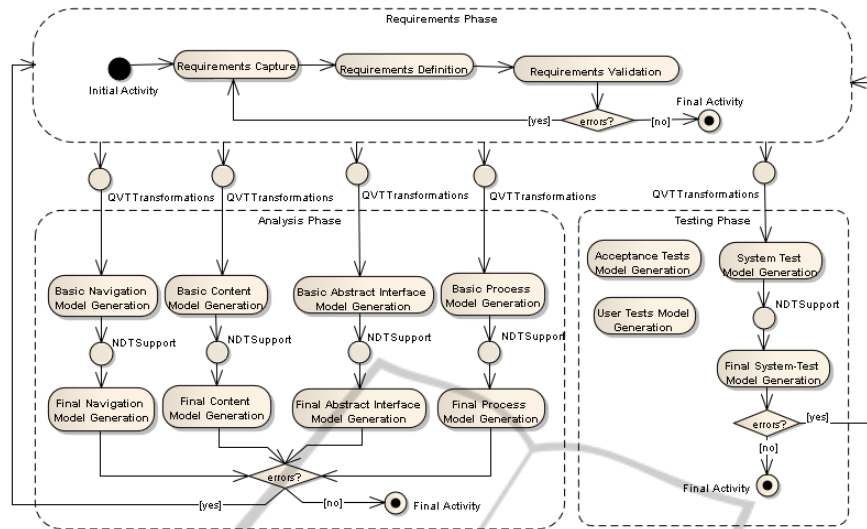 Requirements Phase
Initial Activity
Requirements Capture
Requirements Definition
Requirements Validation
errors?
[yes]
[no]
Final Activity
QVTTransformations
QVTTransformations
QVTTransformations
QVTTransformations
QVTTransformations
Analysis Phase
Basic Navigation
Model Generation
Basic Content
Model Generation
Basic Abstract Interface
Model Generation
Basic Process
Model Generation
NDTSupport
NDTSupport
NDTSupport
NDTSupport
Final Navigation
Model Generation
Final Content
Model Generation
Final Abstract Interface
Model Generation
Final Process
Model Generation
errors?
[yes]
[no]
Final Activity
Testing Phase
Acceptance Tests
Model Generation
System Test
Model Generation
User Tests Model
Generation
NDTSupport
Final System-Test
Model Generation
errors?
[yes]
[no]
Final Activity